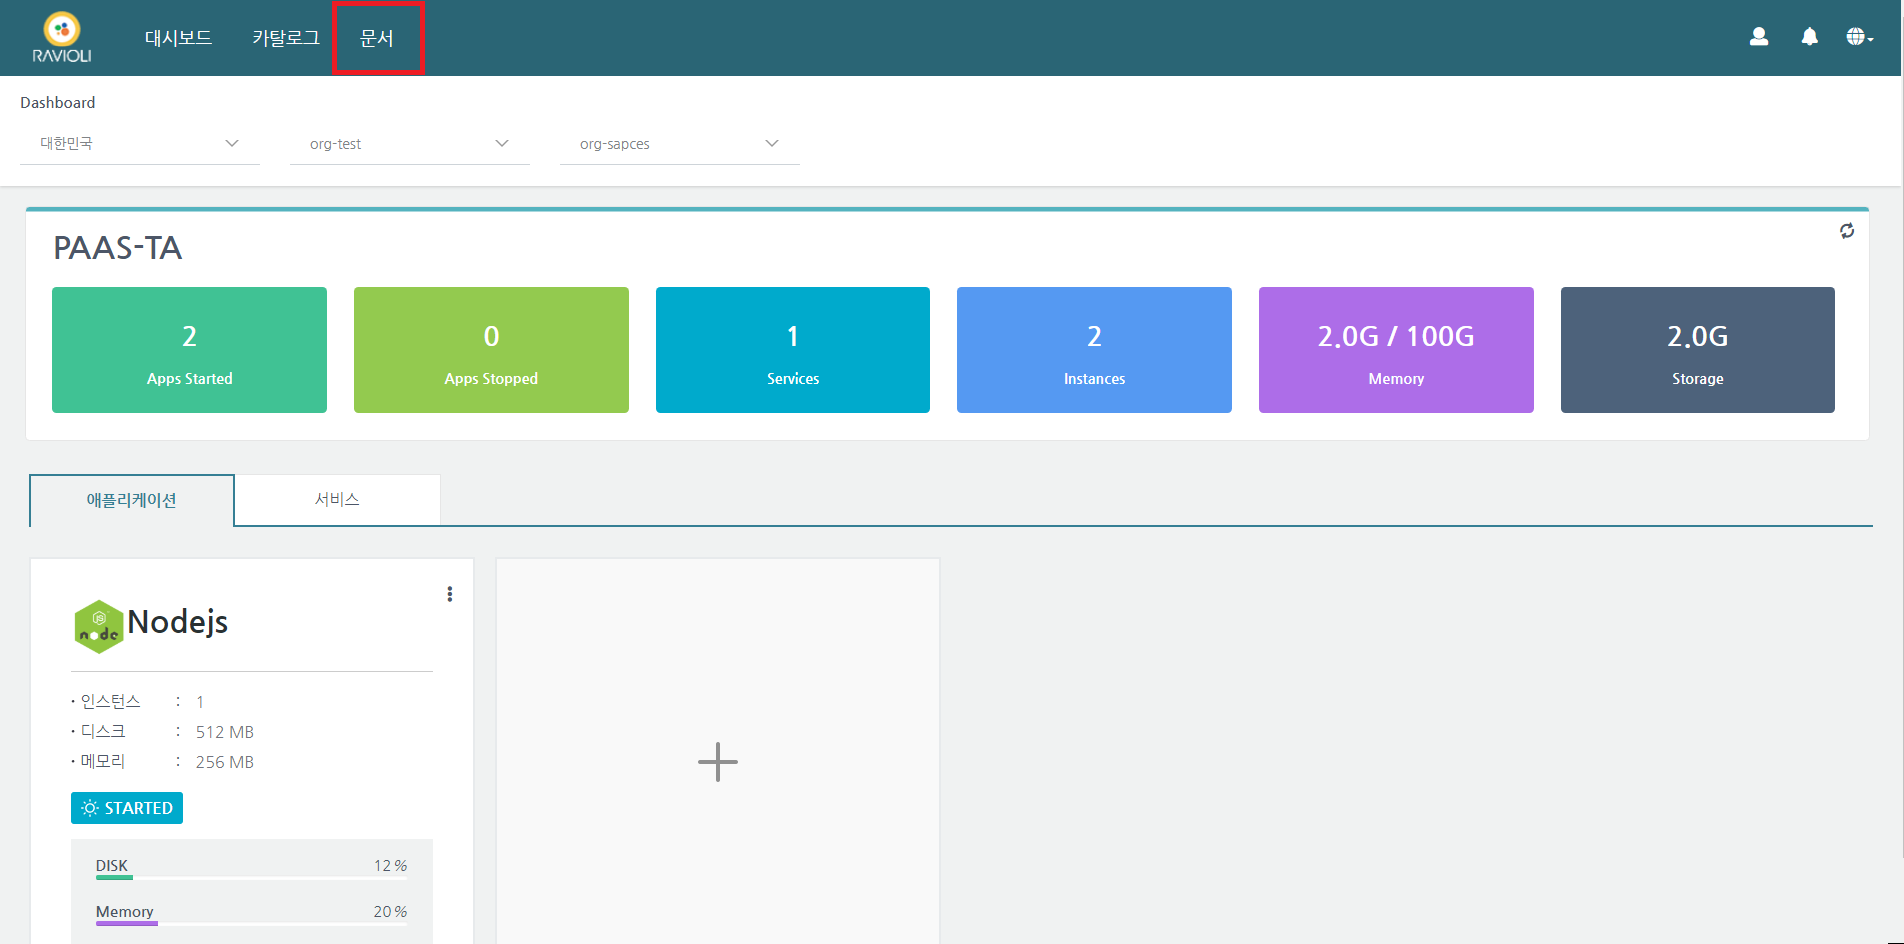 RAVIOLI
대시보드 카탈로그 문서
Dashboard
대한민국 org-test org-sapces
PAAS-TA
2
Apps Started
0
Apps Stopped
1
Services
2
Instances
2.0G / 100G
Memory
2.0G
Storage
애플리케이션 서비스
JS
node
Nodejs
· 인스턴스 : 1
· 디스크 : 512 MB
· 메모리 : 256 MB
STARTED
DISK 12 %
Memory 20 %